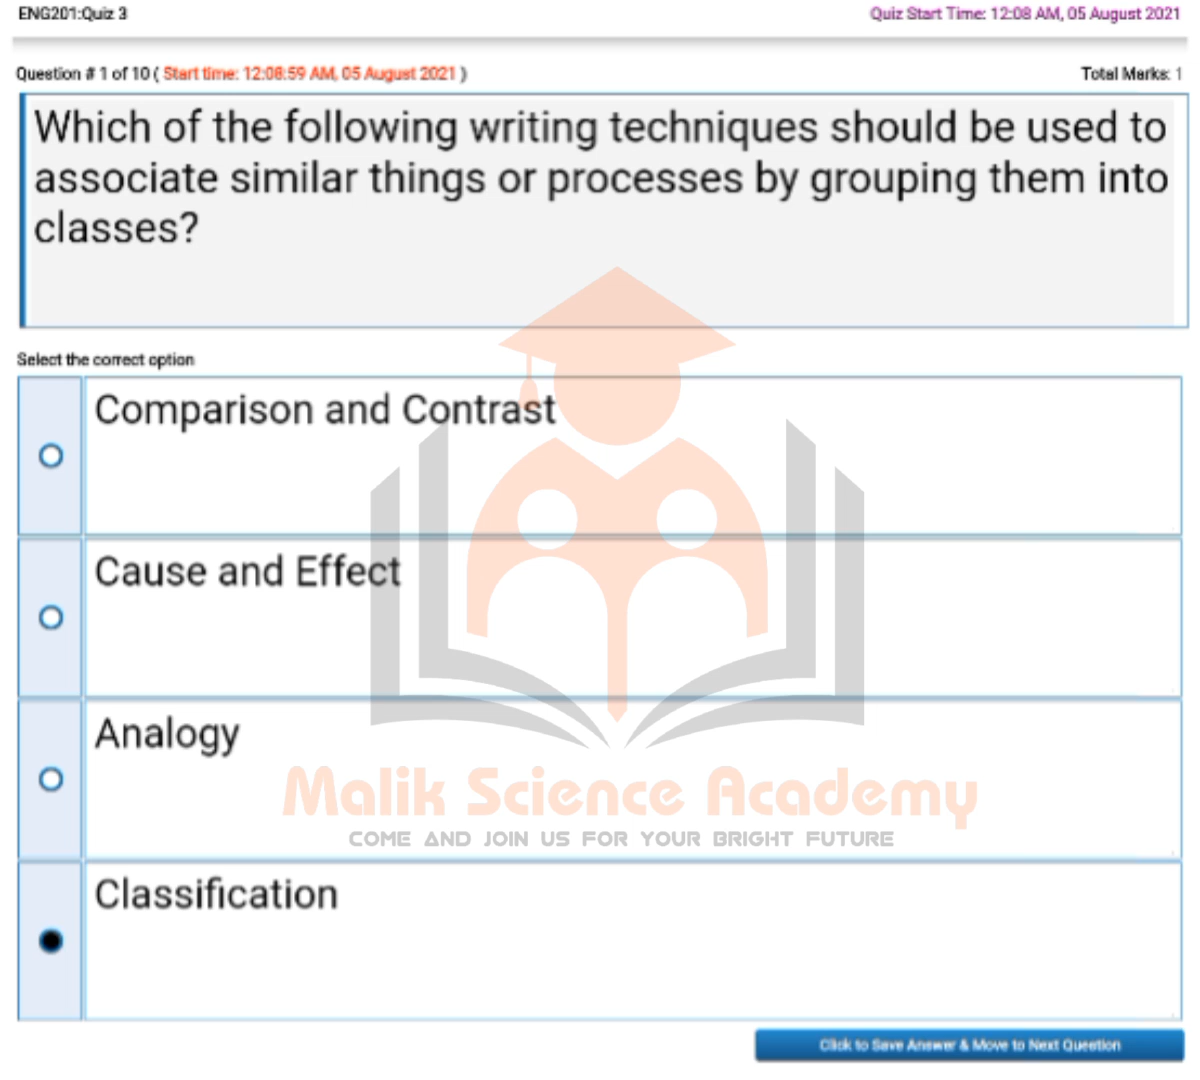 ENG201:Quiz 3
Quiz Start Time: 12:08 AM, 05 August 2021
Question # 1 of 10 ( Start time: 12:08:59 AM, 05 August 2021 )
Total Marks: 1
Which of the following writing techniques should be used to
associate similar things or processes by grouping them into
classes?
Select the correct option
Comparison and Contrast
Cause and Effect
Analogy
Malik Science Academy
COME AND JOIN US FOR YOUR BRIGHT FUTURE
Classification
Click to Save Answer & Move to Next Question